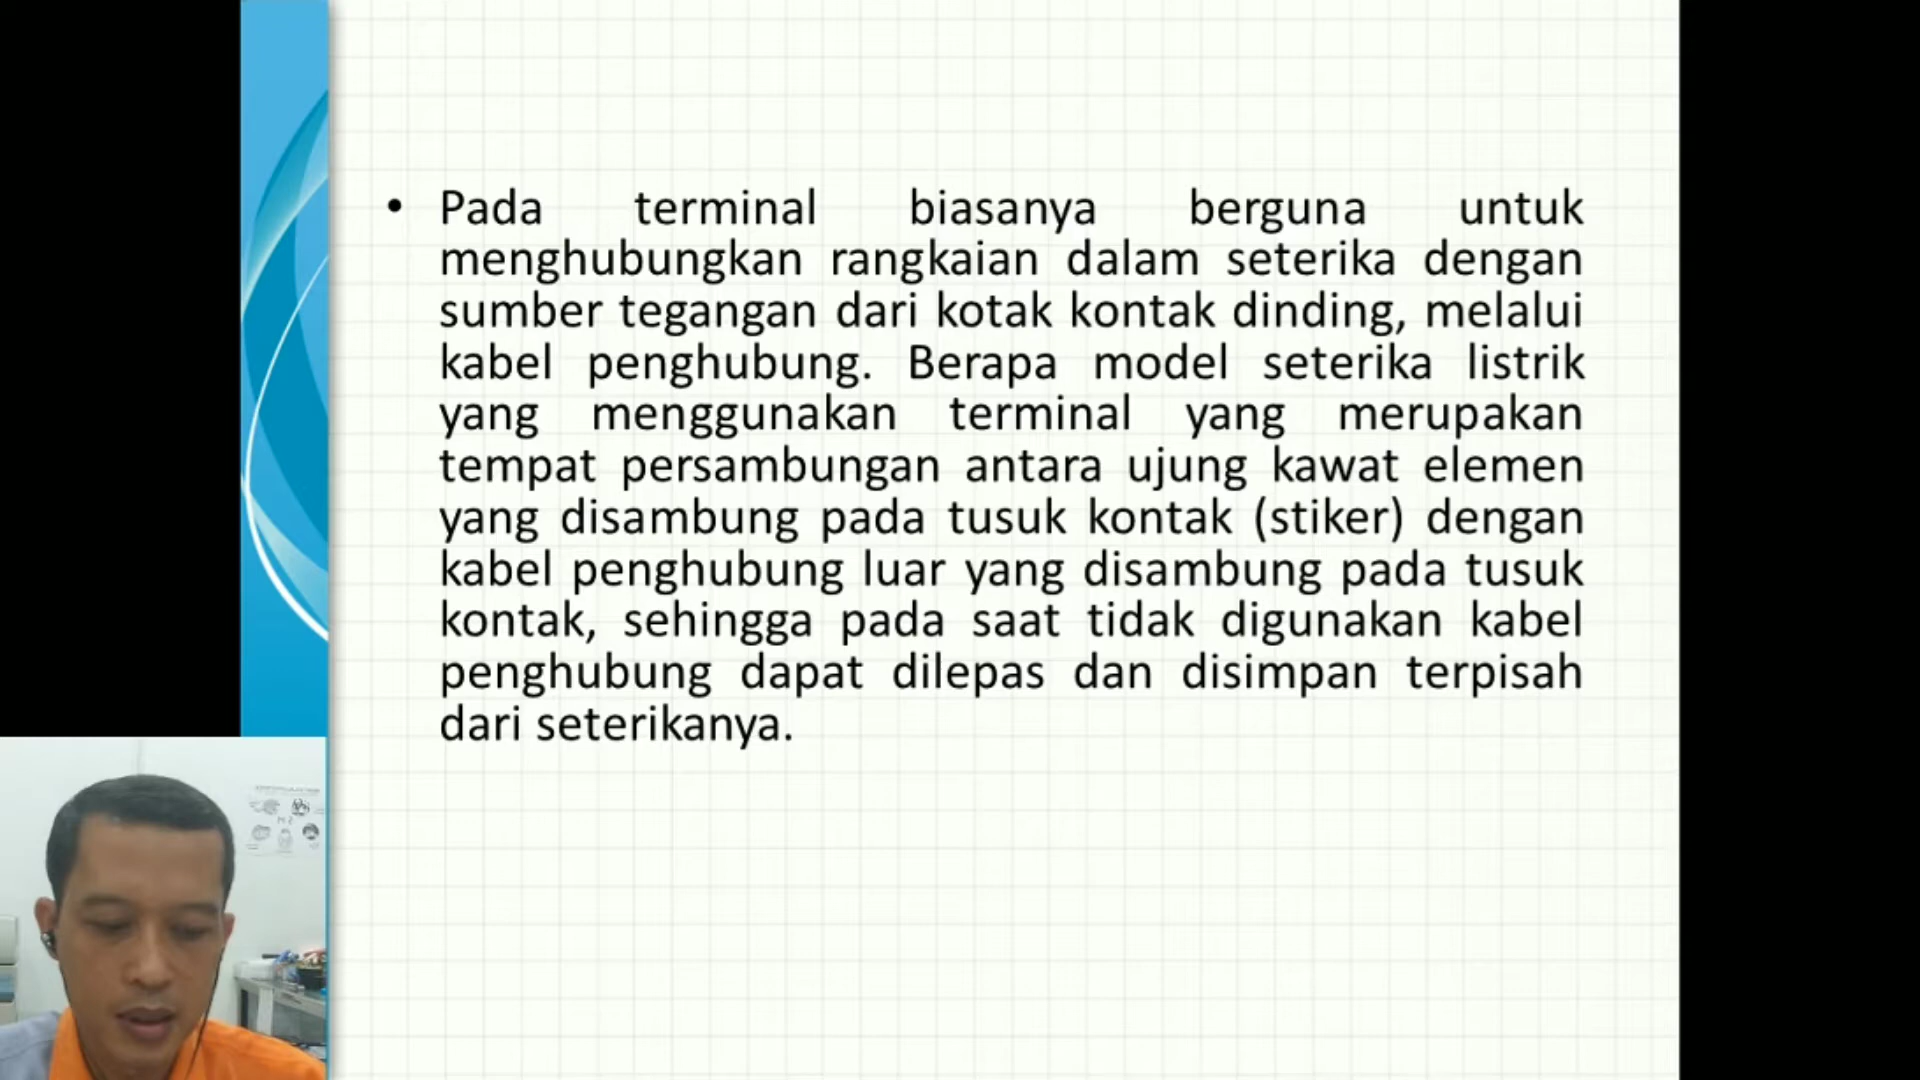 • Pada terminal biasanya berguna untuk
menghubungkan rangkaian dalam seterika dengan
sumber tegangan dari kotak kontak dinding, melalui
kabel penghubung. Berapa model seterika listrik
yang menggunakan terminal yang merupakan
tempat persambungan antara ujung kawat elemen
yang disambung pada tusuk kontak (stiker) dengan
kabel penghubung luar yang disambung pada tusuk
kontak, sehingga pada saat tidak digunakan kabel
penghubung dapat dilepas dan disimpan terpisah
dari seterikanya.